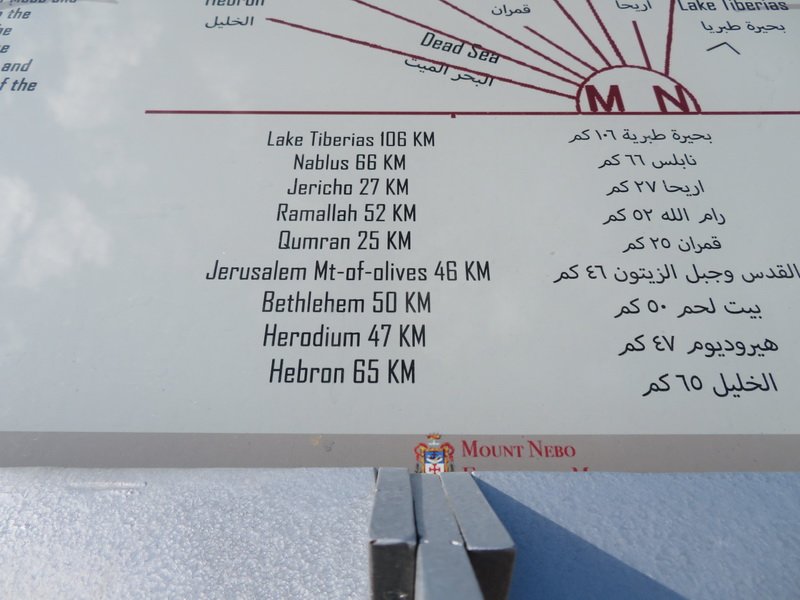 the
and
f the
Hebron
الخليل
قمران
اريحا
Lake Tiberias
بحيرة طبريا
Dead Sea
البحر الميت
M N
Lake Tiberias 106 KM بحيرة طبرية ١٠٦ كم
Nablus 66 KM نابلس ٦٦ كم
Jericho 27 KM اريحا ٢٧ كم
Ramallah 52 KM رام الله ٥٢ كم
Qumran 25 KM قمران ٢٥ كم
Jerusalem Mt-of-olives 46 KM القدس وجبل الزيتون ٤٦ كم
Bethlehem 50 KM بيت لحم ٥٠ كم
Herodium 47 KM هيروديوم ٤٧ كم
Hebron 65 KM الخليل ٦٥ كم
MOUNT NEBO